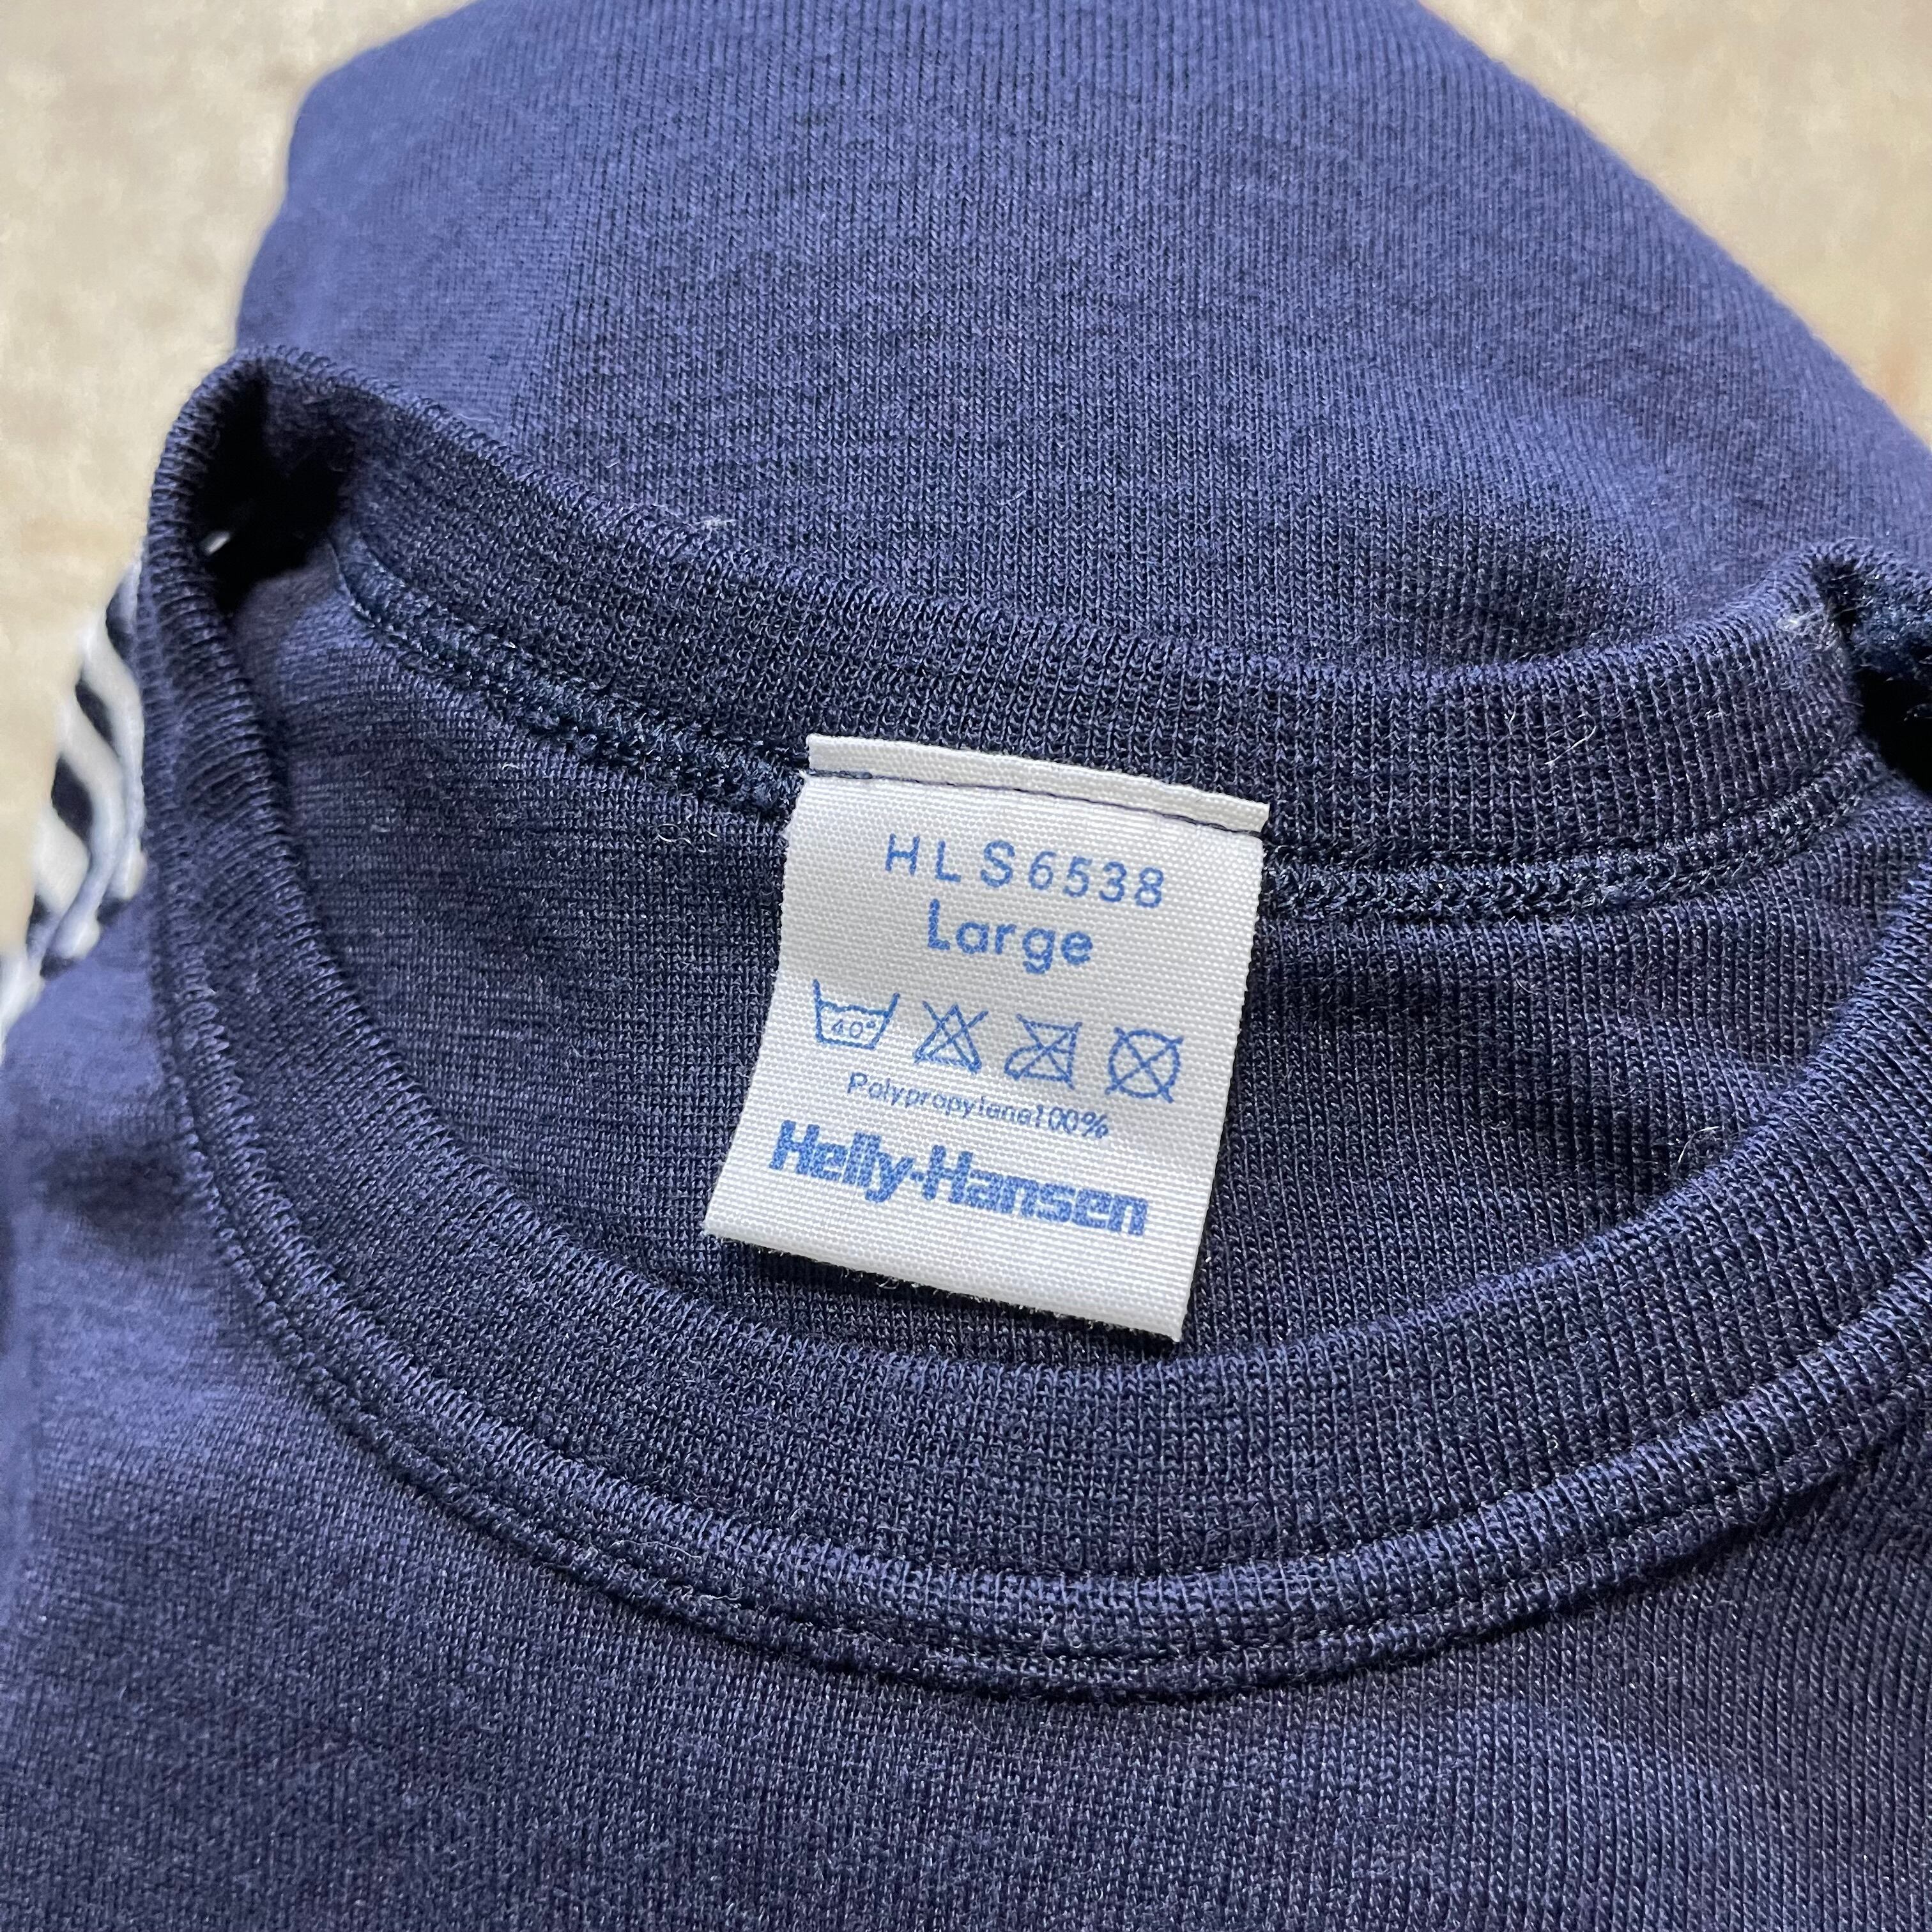 HLS6538
Large
40°
Polypropylene100%
Helly-Hansen